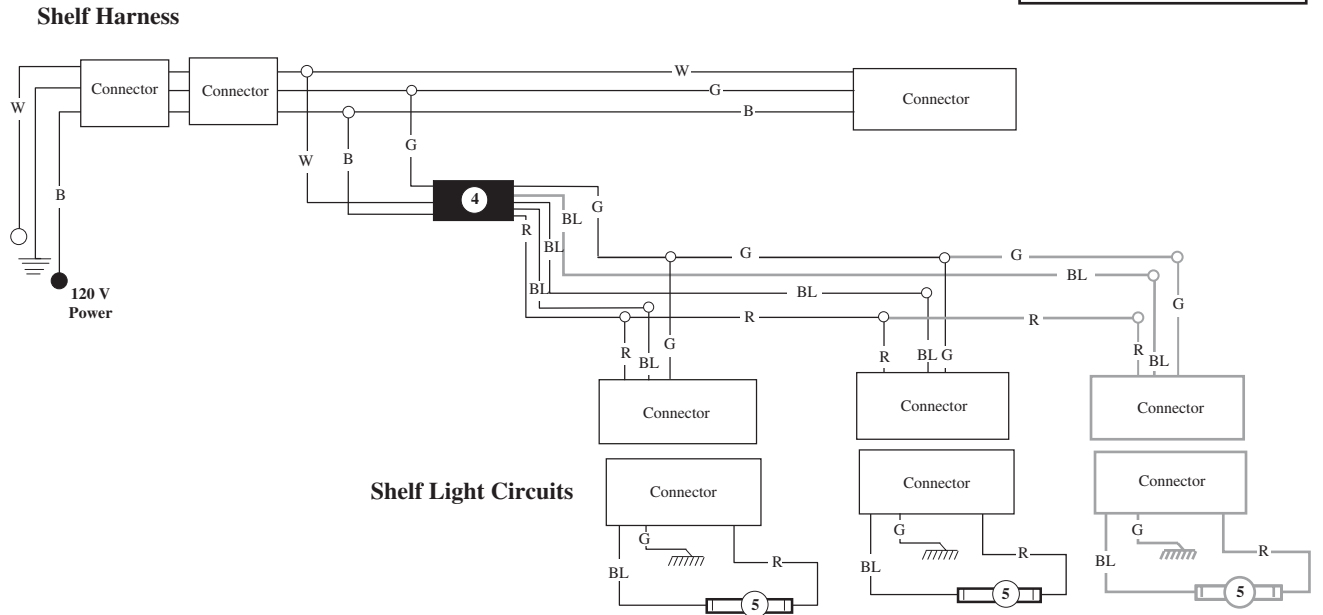 Shelf Harness
W
Connector
Connector
G
Connector
B
W
B
W
B
G
4
G
BL
R
BL
BL
120 V
Power
G
G
BL
BL
G
R
R
R
BL
G
R
BL G
R
BL
Connector
Connector
Connector
Shelf Light Circuits
Connector
Connector
Connector
G
G
G
R
R
R
BL
BL
BL
5
5
5